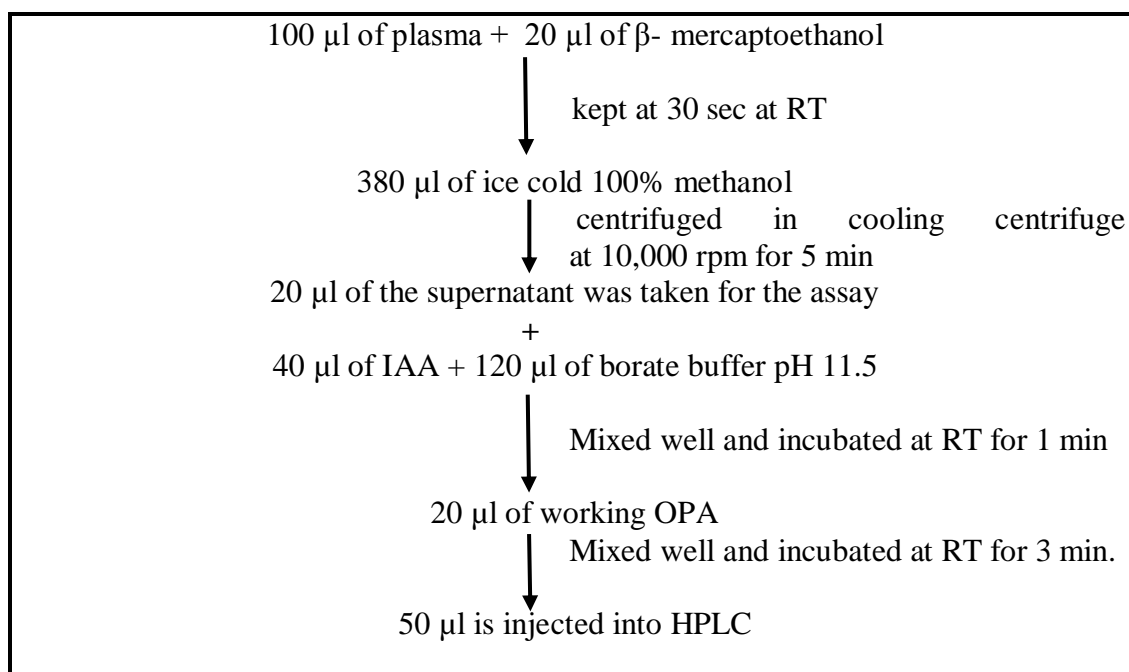 100 µl of plasma + 20 µl of β- mercaptoethanol
kept at 30 sec at RT
380 µl of ice cold 100% methanol
centrifuged in cooling centrifuge
at 10,000 rpm for 5 min
20 µl of the supernatant was taken for the assay
+
40 µl of IAA + 120 µl of borate buffer pH 11.5
Mixed well and incubated at RT for 1 min
20 µl of working OPA
Mixed well and incubated at RT for 3 min.
50 µl is injected into HPLC